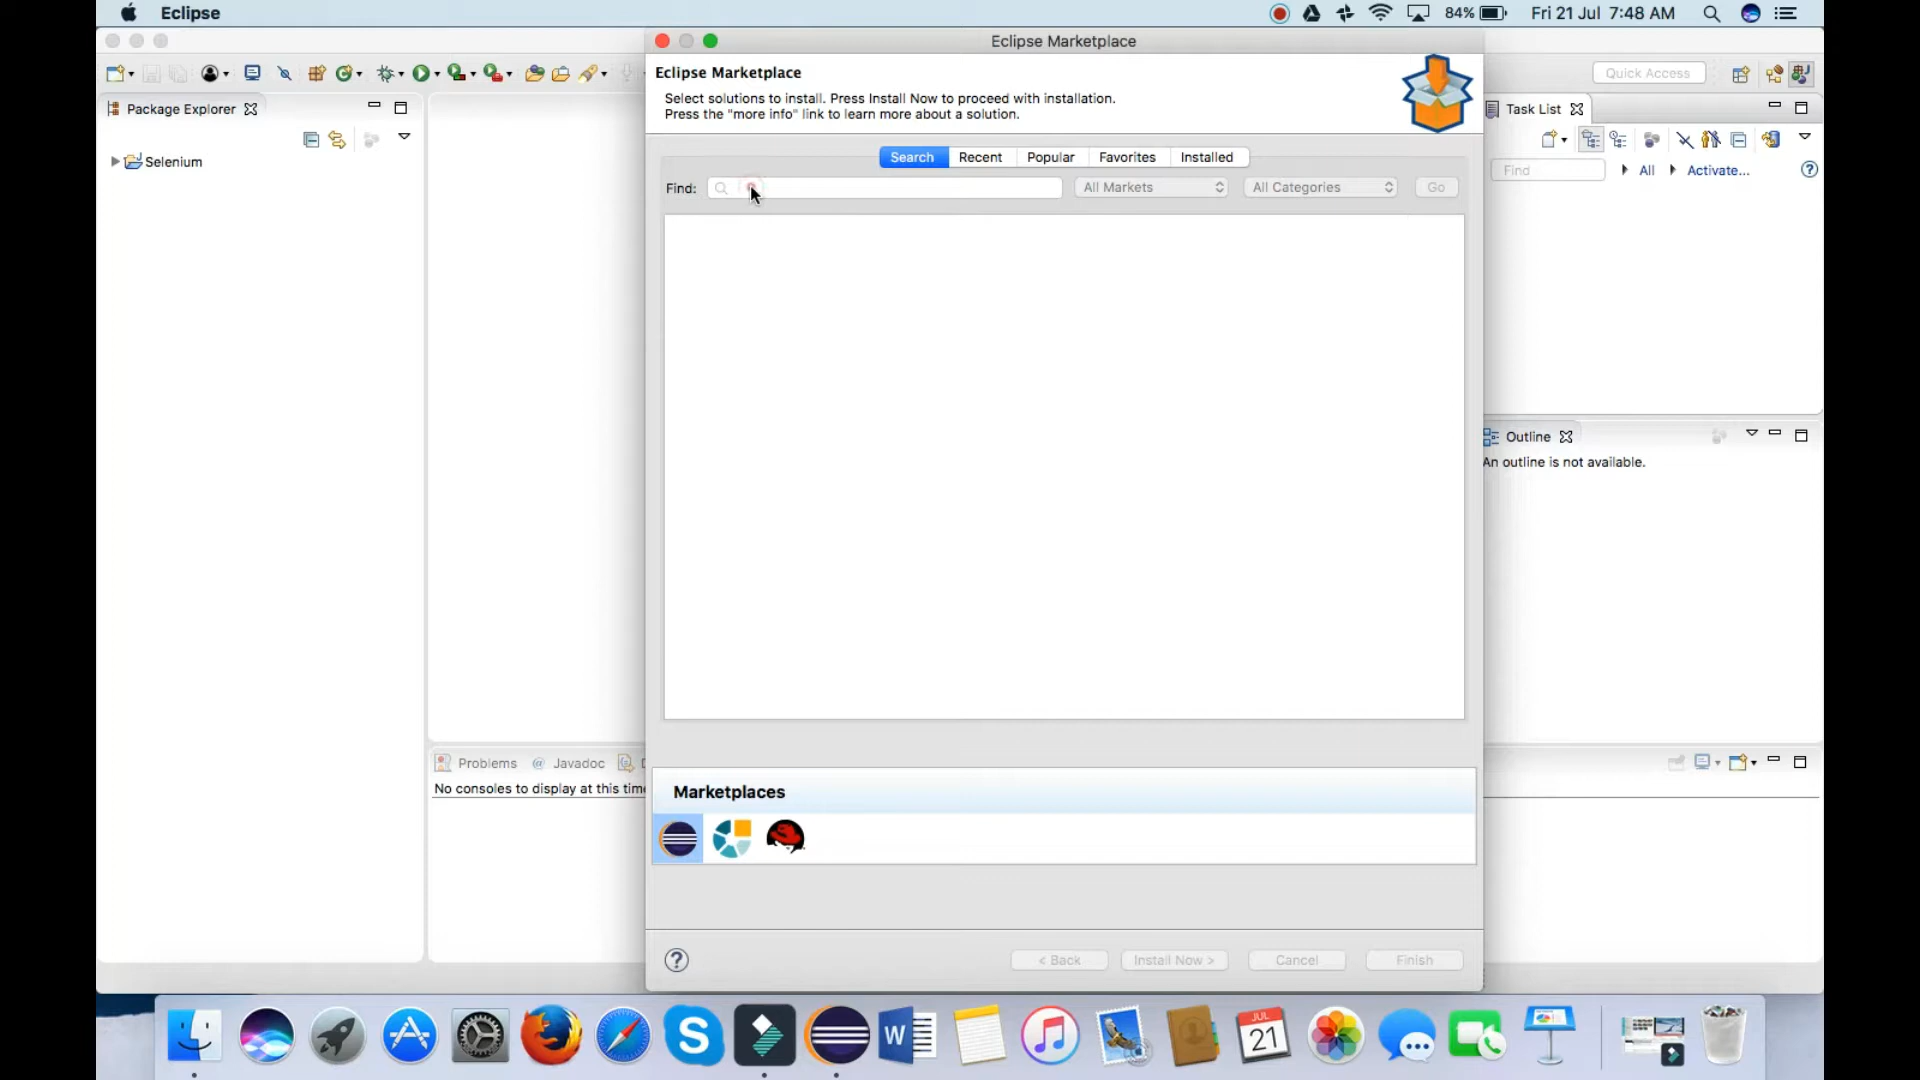 Eclipse
84%
Fri 21 Jul 7:48 AM
Eclipse Marketplace
Quick Access
Package Explorer
Selenium
Eclipse Marketplace
Select solutions to install. Press Install Now to proceed with installation.
Press the "more info" link to learn more about a solution.
Search
Recent
Popular
Favorites
Installed
Find:
All Markets
All Categories
Go
Task List
Find
All
Activate...
Outline
An outline is not available.
Problems
@ Javadoc
No consoles to display at this time
Marketplaces
?
< Back
Install Now >
Cancel
Finish
S
W
JUL
21